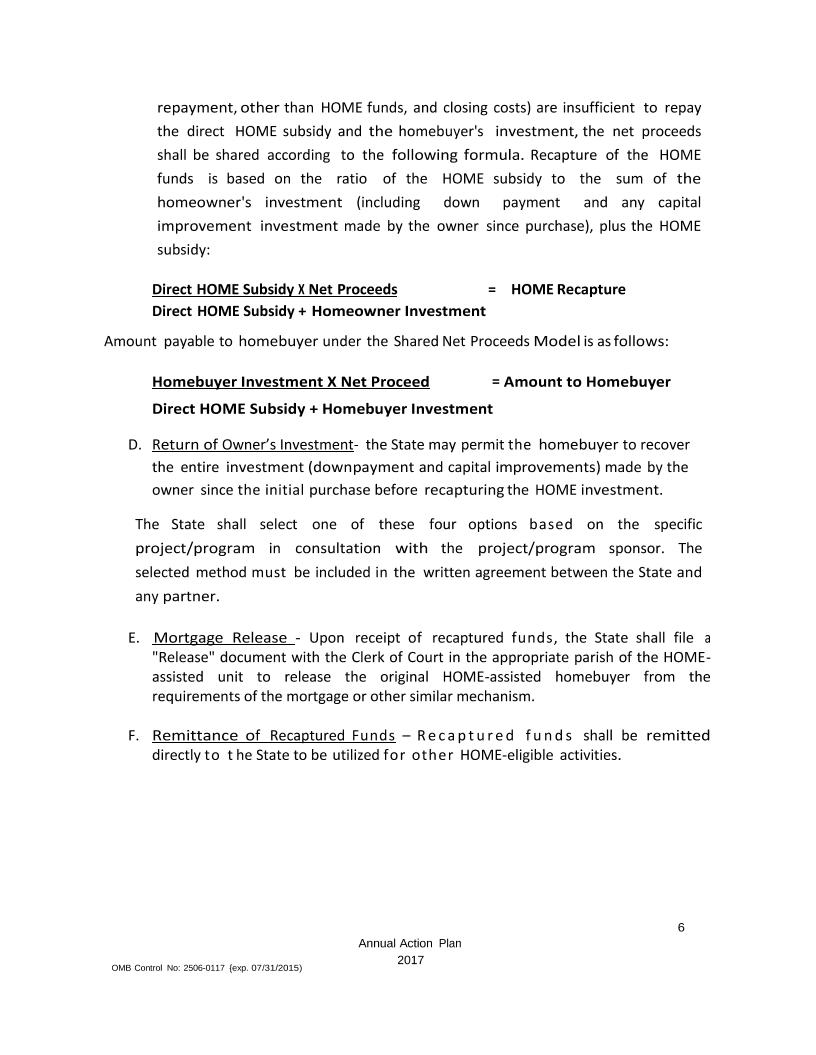 repayment, other than HOME funds, and closing costs) are insufficient to repay
the direct HOME subsidy and the homebuyer's investment, the net proceeds
shall be shared according to the following formula. Recapture of the HOME
funds is based on the ratio of the HOME subsidy to the sum of the
homeowner's investment (including down payment and any capital
improvement investment made by the owner since purchase), plus the HOME
subsidy:
Direct HOME Subsidy X Net Proceeds = HOME Recapture
Direct HOME Subsidy + Homeowner Investment
Amount payable to homebuyer under the Shared Net Proceeds Model is as follows:
Homebuyer Investment X Net Proceed = Amount to Homebuyer
Direct HOME Subsidy + Homebuyer Investment
D. Return of Owner’s Investment- the State may permit the homebuyer to recover
the entire investment (downpayment and capital improvements) made by the
owner since the initial purchase before recapturing the HOME investment.
The State shall select one of these four options based on the specific
project/program in consultation with the project/program sponsor. The
selected method must be included in the written agreement between the State and
any partner.
E. Mortgage Release - Upon receipt of recaptured funds, the State shall file a
"Release" document with the Clerk of Court in the appropriate parish of the HOME-
assisted unit to release the original HOME-assisted homebuyer from the
requirements of the mortgage or other similar mechanism.
F. Remittance of Recaptured Funds – Recaptured funds shall be remitted
directly to the State to be utilized for other HOME-eligible activities.
6
Annual Action Plan
2017
OMB Control No: 2506-0117 {exp. 07/31/2015)